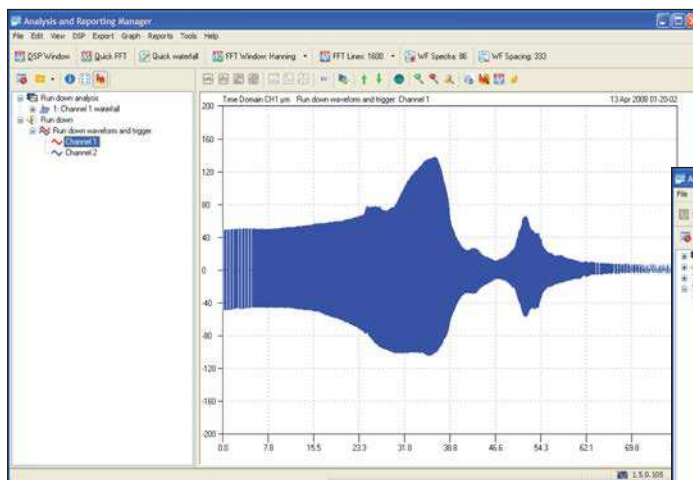 Analysis and Reporting Manager
File Edit View DSP Export Graph Reports Tools Help
DSP Window Quick FFT Quick waterfall FFT Window: Hanning FFT Lines: 1600 WF Spectra: 86 WF Spacing: 333
Run down analysis
1: Channel 1 waterfall
Run down
Run down waveform and trigger
Channel 1
Channel 2
Time Domain CH1 µm Run down waveform and trigger: Channel 1 13 Apr 2008 01-20-02
200
160
120
80
40
0
-40
-80
-120
-160
-200
0.0 7.8 15.5 23.3 31.0 38.8 46.6 54.3 62.1 69.8
1.5.0.105
A
File